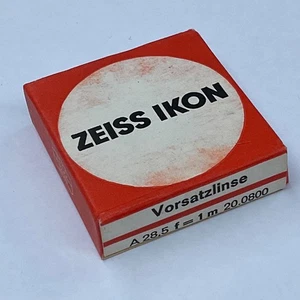 ZEISS IKON
Vorsatzlinse
A 28,5 f = 1 m 20.0800